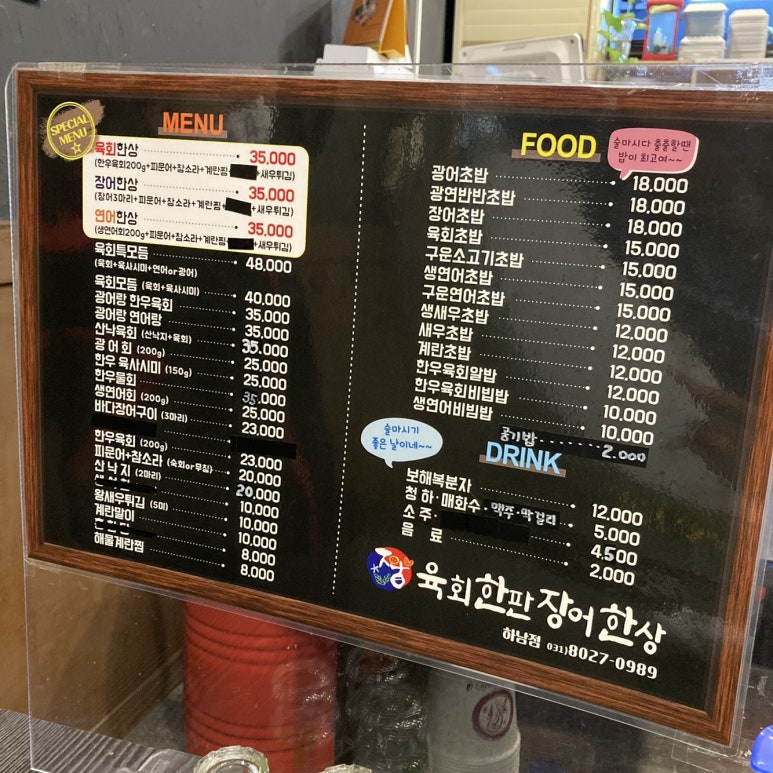 SPECIAL MENU
MENU
육회한상 35,000
(한우육회200g+피문어+참소라+계란찜+새우튀김)
장어한상 35,000
(장어3마리+피문어+참소라+계란찜+새우튀김)
연어한상 35,000
(생연어회200g+피문어+참소라+계란찜+새우튀김)
육회특모듬 48,000
(육회+육사시미+연어or광어)
육회모듬 (육회+육사시미) 40,000
광어랑 한우육회 35,000
광어랑 연어랑 35,000
산낙육회 (산낙지+육회) 35.000
광어회 (200g) 25,000
한우 육사시미 (150g) 25,000
한우물회 35.000
생연어회 (200g) 25,000
바다장어구이 (3마리) 23,000
한우육회 (200g) 23,000
피문어+참소라 (숙회or무침) 20,000
산낙지 (2마리) 20.000
10,000
왕새우튀김 (5미) 10,000
계란말이 10,000
8,000
해물계란찜 8,000
FOOD
술마시다 출출할땐
밥이 최고여~~
광어초밥 18.000
광연반반초밥 18.000
장어초밥 18.000
육회초밥 15.000
구운소고기초밥 15.000
생연어초밥 15.000
구운연어초밥 15.000
생새우초밥 12.000
새우초밥 12.000
계란초밥 12.000
한우육회알밥 12.000
한우육회비빔밥 10.000
생연어비빔밥 10.000
공기밥 2.000
술마시기
좋은 날이네~~
DRINK
보해복분자 12.000
청하·매화수·맥주·막걸리 5.000
소주 4.500
음료 2.000
육회한판 장어한상
하남점 031)8027-0989